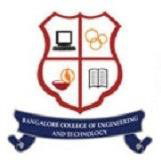 BANGALORE COLLEGE OF ENGINEERING
AND TECHNOLOGY